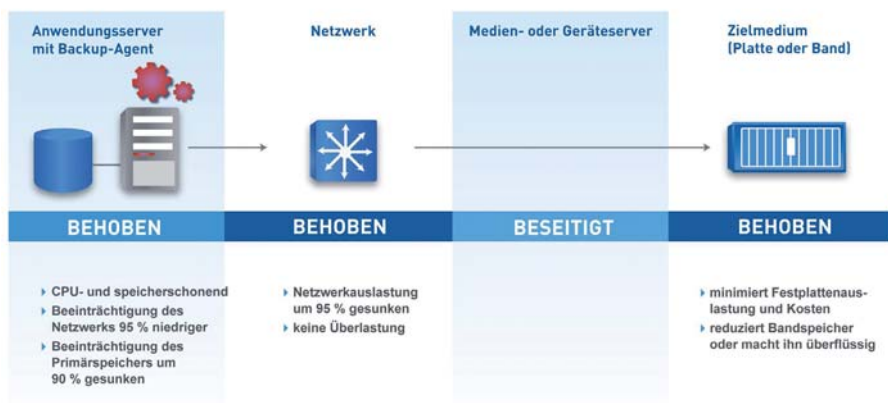 Anwendungsserver
mit Backup-Agent
Netzwerk
Medien- oder Geräteserver
Zielmedium
(Platte oder Band)
BEHOBEN
BEHOBEN
BESEITIGT
BEHOBEN
CPU- und speicherschonend
Beeinträchtigung des
Netzwerks 95 % niedriger
Beeinträchtigung des
Primärspeichers um
90 % gesunken
Netzwerkauslastung
um 95 % gesunken
keine Überlastung
minimiert Festplattenaus-
lastung und Kosten
reduziert Bandspeicher
oder macht ihn überflüssig